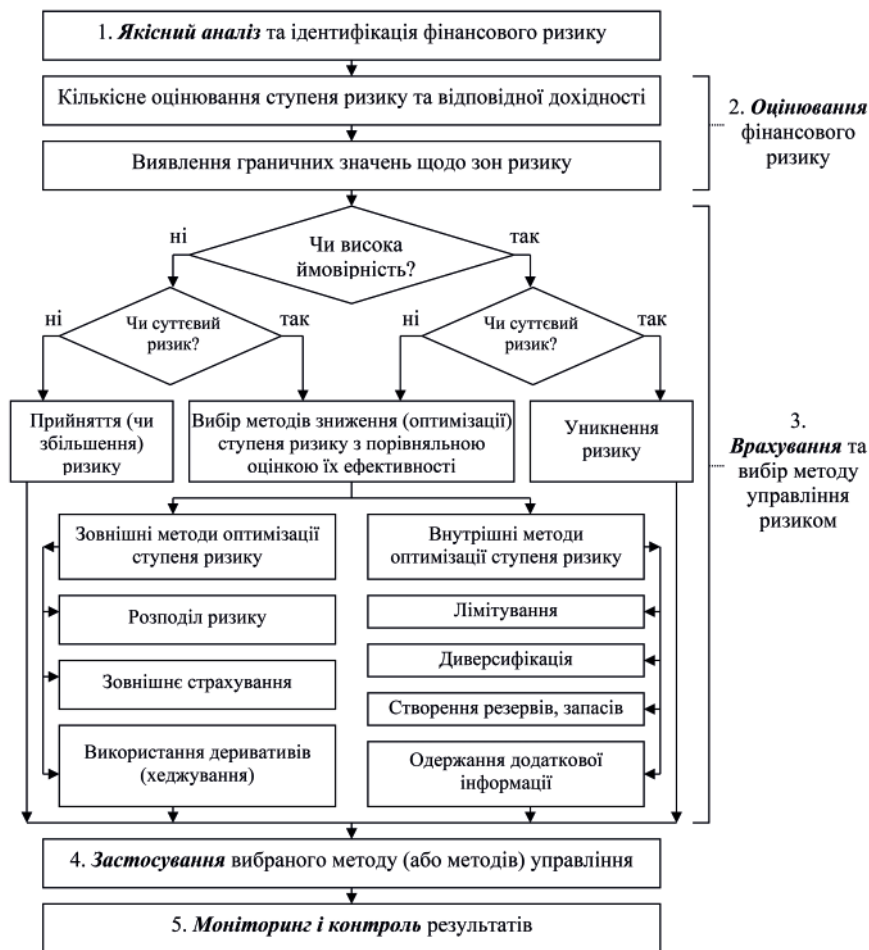 1. Якісний аналіз та ідентифікація фінансового ризику
Кількісне оцінювання ступеня ризику та відповідної дохідності
Виявлення граничних значень щодо зон ризику
2. Оцінювання
фінансового
ризику
ні
так
Чи висока
ймовірність?
ні
Чи суттєвий
ризик?
так
ні
Чи суттєвий
ризик?
так
Прийняття (чи
збільшення)
ризику
Вибір методів зниження (оптимізації)
ступеня ризику з порівняльною
оцінкою їх ефективності
Уникнення
ризику
3.
Врахування та
вибір методу
управління
ризиком
Зовнішні методи оптимізації
ступеня ризику
Розподіл ризику
Зовнішнє страхування
Використання деривативів
(хеджування)
Внутрішні методи
оптимізації ступеня ризику
Лімітування
Диверсифікація
Створення резервів, запасів
Одержання додаткової
інформації
4. Застосування вибраного методу (або методів) управління
5. Моніторинг і контроль результатів